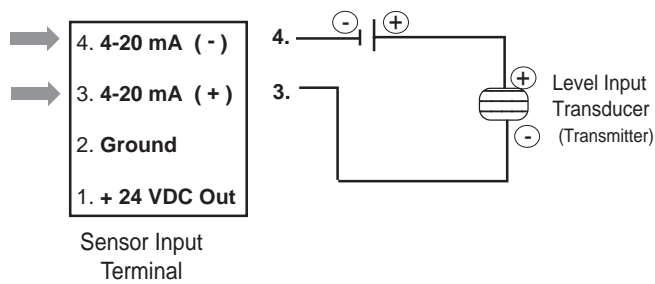 4. 4-20 mA ( - )
3. 4-20 mA ( + )
2. Ground
1. + 24 VDC Out
Sensor Input
Terminal
4.
-
+
3.
+
-
Level Input
Transducer
(Transmitter)